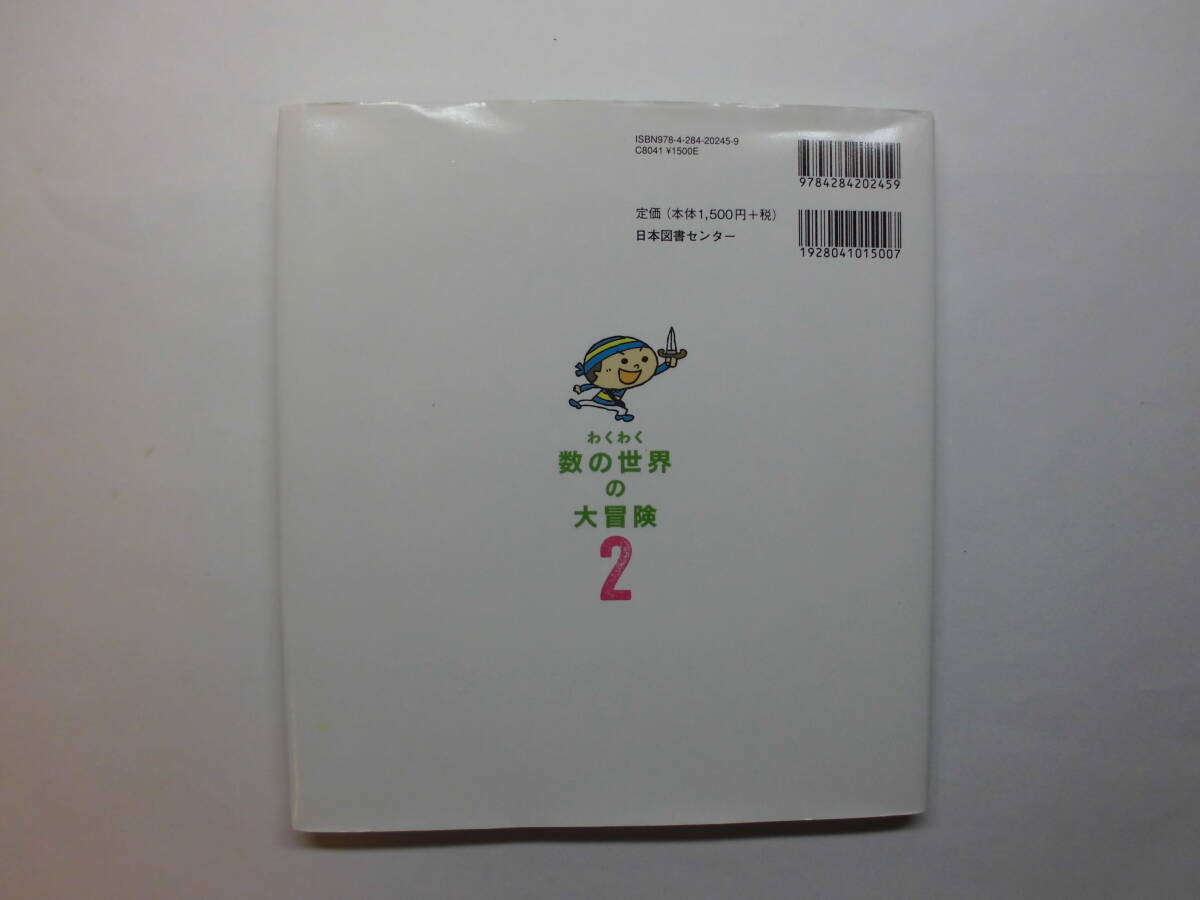 ISBN978-4-284-20245-9
C8041 ¥1500E
9784284202459
定価(本体1,500円+税)
日本図書センター
1928041015007
わくわく
数の世界
の
大冒険
2